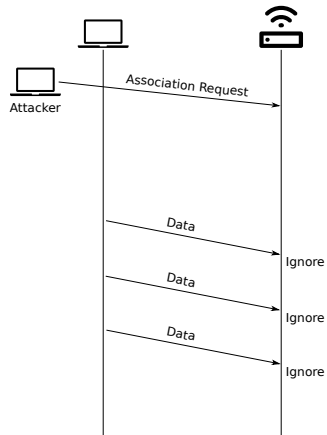 Association Request
Attacker
Data
Ignore
Data
Ignore
Data
Ignore